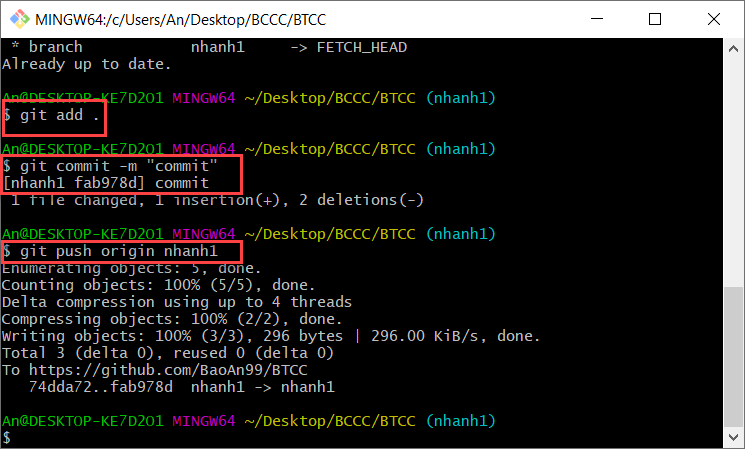 MINGW64:/c/Users/An/Desktop/BCCC/BTCC
 * branch            nhanh1     -> FETCH_HEAD
Already up to date.
An@DESKTOP-KE7D2O1 MINGW64 ~/Desktop/BCCC/BTCC (nhanh1)
$ git add .
An@DESKTOP-KE7D2O1 MINGW64 ~/Desktop/BCCC/BTCC (nhanh1)
$ git commit -m "commit"
[nhanh1 fab978d] commit
 1 file changed, 1 insertion(+), 2 deletions(-)
An@DESKTOP-KE7D2O1 MINGW64 ~/Desktop/BCCC/BTCC (nhanh1)
$ git push origin nhanh1
Enumerating objects: 5, done.
Counting objects: 100% (5/5), done.
Delta compression using up to 4 threads
Compressing objects: 100% (2/2), done.
Writing objects: 100% (3/3), 296 bytes | 296.00 KiB/s, done.
Total 3 (delta 0), reused 0 (delta 0)
To https://github.com/BaoAn99/BTCC
   74dda72..fab978d  nhanh1 -> nhanh1
An@DESKTOP-KE7D2O1 MINGW64 ~/Desktop/BCCC/BTCC (nhanh1)
$